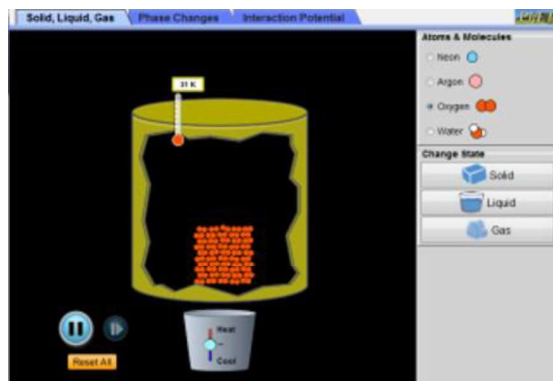 Solid, Liquid, Gas
Phase Changes
Interaction Potential
31 K
Heat
Cool
Reset All
Atoms & Molecules
Neon
Argon
Oxygen
Water
Change State
Solid
Liquid
Gas